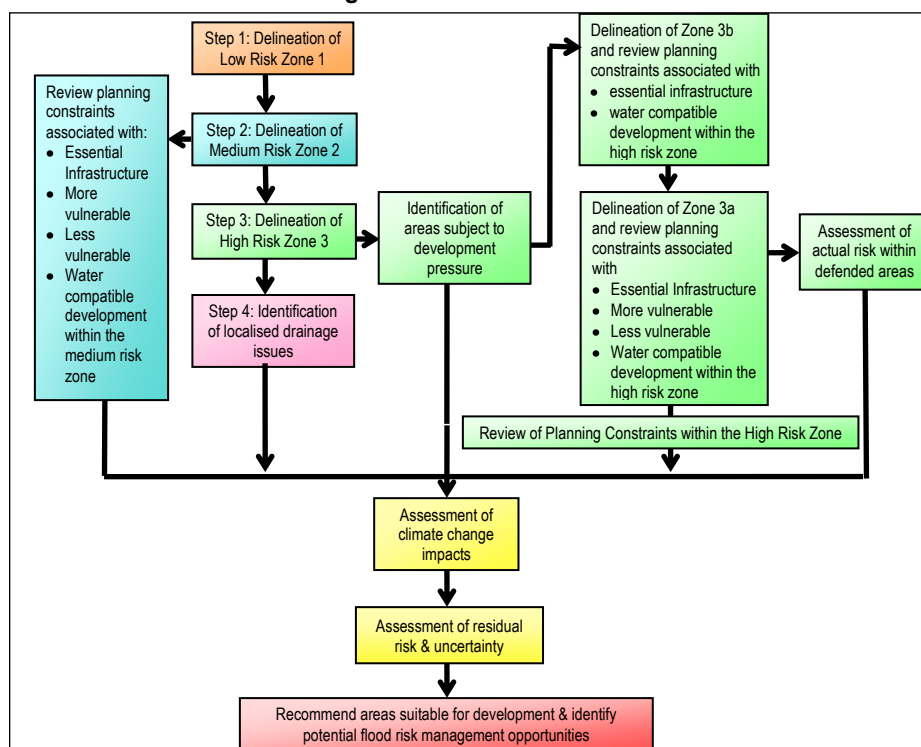 Step 1: Delineation of
Low Risk Zone 1
Review planning
constraints
associated with:
• Essential
Infrastructure
• More
vulnerable
• Less
vulnerable
• Water
compatible
development
within the
medium risk
zone
Step 2: Delineation of
Medium Risk Zone 2
Step 3: Delineation of
High Risk Zone 3
Step 4: Identification
of localised drainage
issues
Identification of
areas subject to
development
pressure
Delineation of Zone 3b
and review planning
constraints associated with
• essential infrastructure
• water compatible
development within the
high risk zone
Delineation of Zone 3a
and review planning
constraints associated
with
• Essential Infrastructure
• More vulnerable
• Less vulnerable
• Water compatible
development within the
high risk zone
Assessment of
actual risk within
defended areas
Review of Planning Constraints within the High Risk Zone
Assessment of
climate change
impacts
Assessment of residual
risk & uncertainty
Recommend areas suitable for development & identify
potential flood risk management opportunities